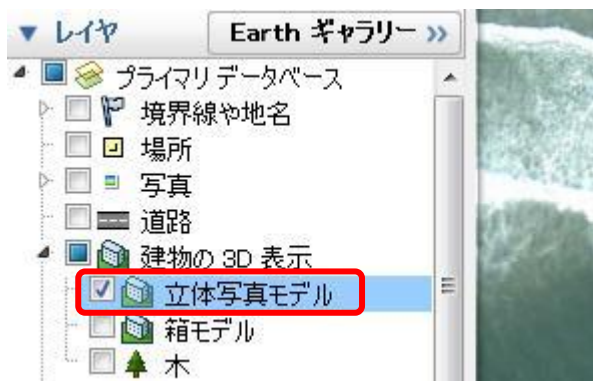 レイヤ Earth ギャラリー »
プライマリ データベース
境界線や地名
場所
写真
道路
建物の 3D 表示
立体写真モデル
箱モデル
木